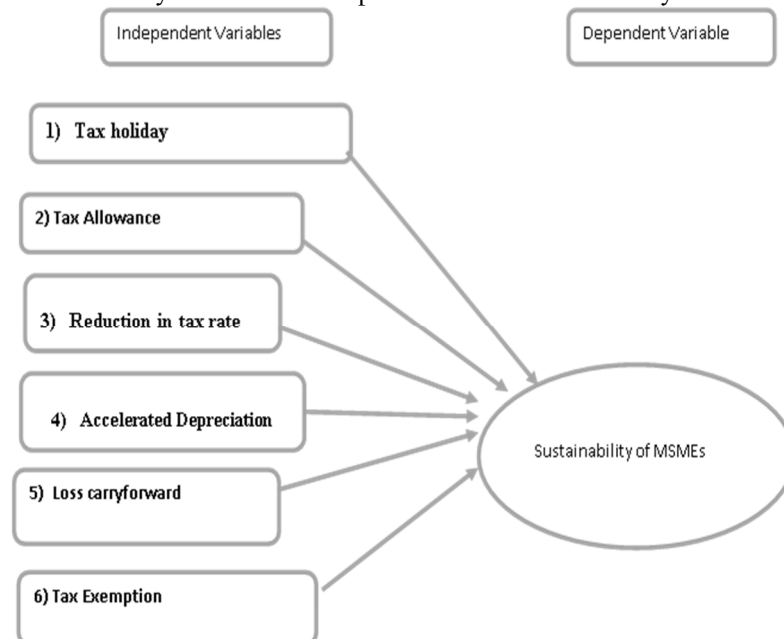 Independent Variables
Dependent Variable
1) Tax holiday
2) Tax Allowance
3) Reduction in tax rate
4) Accelerated Depreciation
Sustainability of MSMEs
5) Loss carryforward
6) Tax Exemption